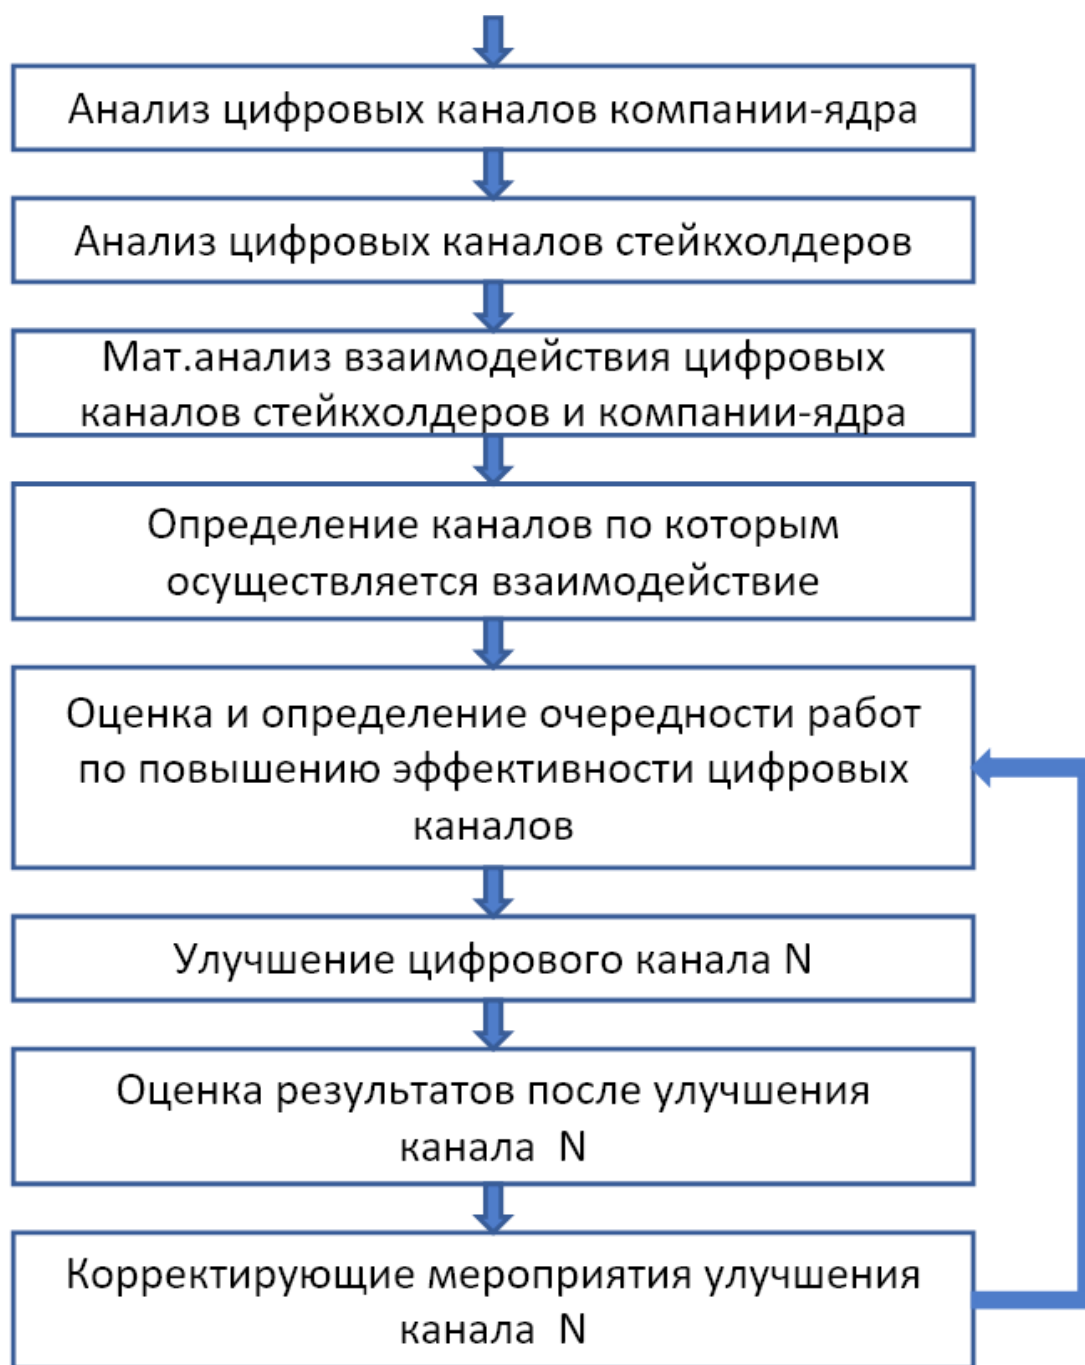 Анализ цифровых каналов компании-ядра
Анализ цифровых каналов стейкхолдеров
Мат.анализ взаимодействия цифровых
каналов стейкхолдеров и компании-ядра
Определение каналов по которым
осуществляется взаимодействие
Оценка и определение очередности работ
по повышению эффективности цифровых
каналов
Улучшение цифрового канала N
Оценка результатов после улучшения
канала  N
Корректирующие мероприятия улучшения
канала  N